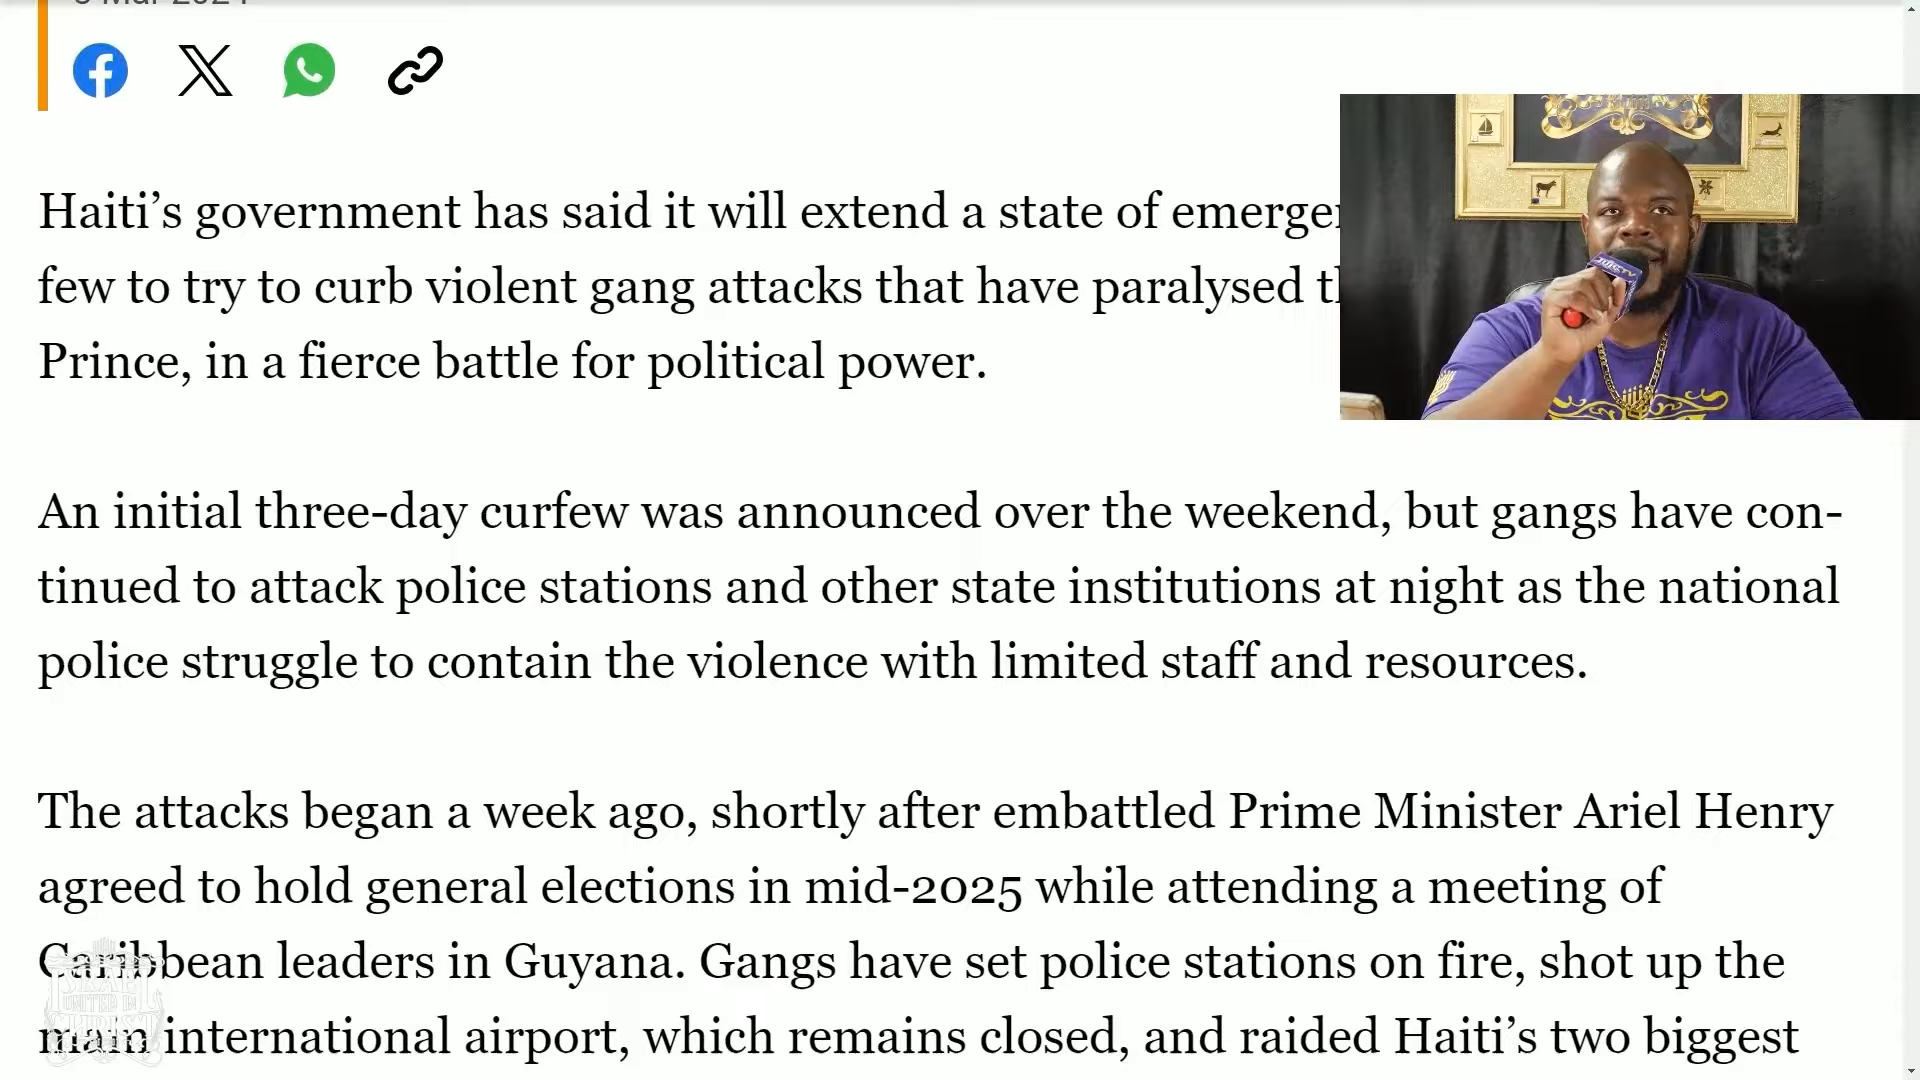 Haiti’s government has said it will extend a state of
few to try to curb violent gang attacks that have paralysed
Prince, in a fierce battle for political power.
An initial three-day curfew was announced over the weekend, but gangs have con-
tinued to attack police stations and other state institutions at night as the national
police struggle to contain the violence with limited staff and resources.
The attacks began a week ago, shortly after embattled Prime Minister Ariel Henry
agreed to hold general elections in mid-2025 while attending a meeting of
Caribbean leaders in Guyana. Gangs have set police stations on fire, shot up the
main international airport, which remains closed, and raided Haiti’s two biggest
ISRAEL
UNITED IN
CHRIST